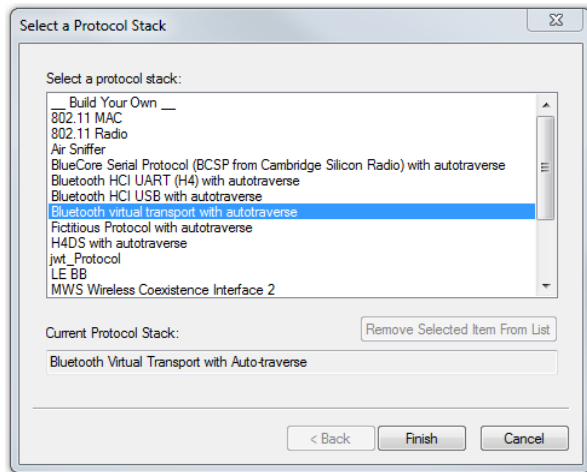 Select a Protocol Stack
Select a protocol stack:
__ Build Your Own __
802.11 MAC
802.11 Radio
Air Sniffer
BlueCore Serial Protocol (BCSP from Cambridge Silicon Radio) with autotraverse
Bluetooth HCI UART (H4) with autotraverse
Bluetooth HCI USB with autotraverse
Bluetooth virtual transport with autotraverse
Fictitious Protocol with autotraverse
H4DS with autotraverse
jwt_Protocol
LE BB
MWS Wireless Coexistence Interface 2
Current Protocol Stack:
Remove Selected Item From List
Bluetooth Virtual Transport with Auto-traverse
< Back
Finish
Cancel